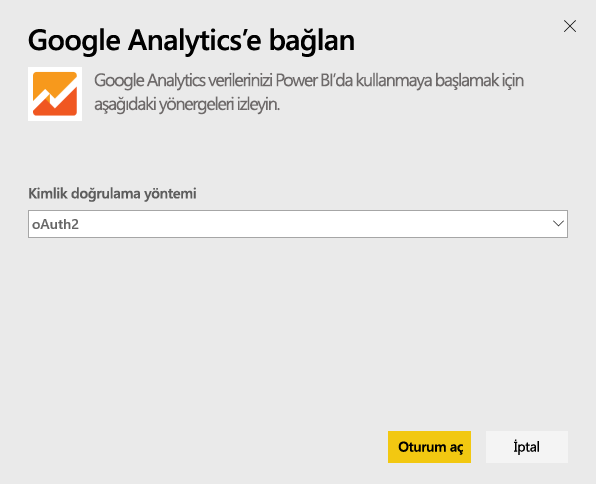 Google Analytics’e bağlan
Google Analytics verilerinizi Power BI’da kullanmaya başlamak için
aşağıdaki yönergeleri izleyin.
Kimlik doğrulama yöntemi
oAuth2
Oturum aç
İptal